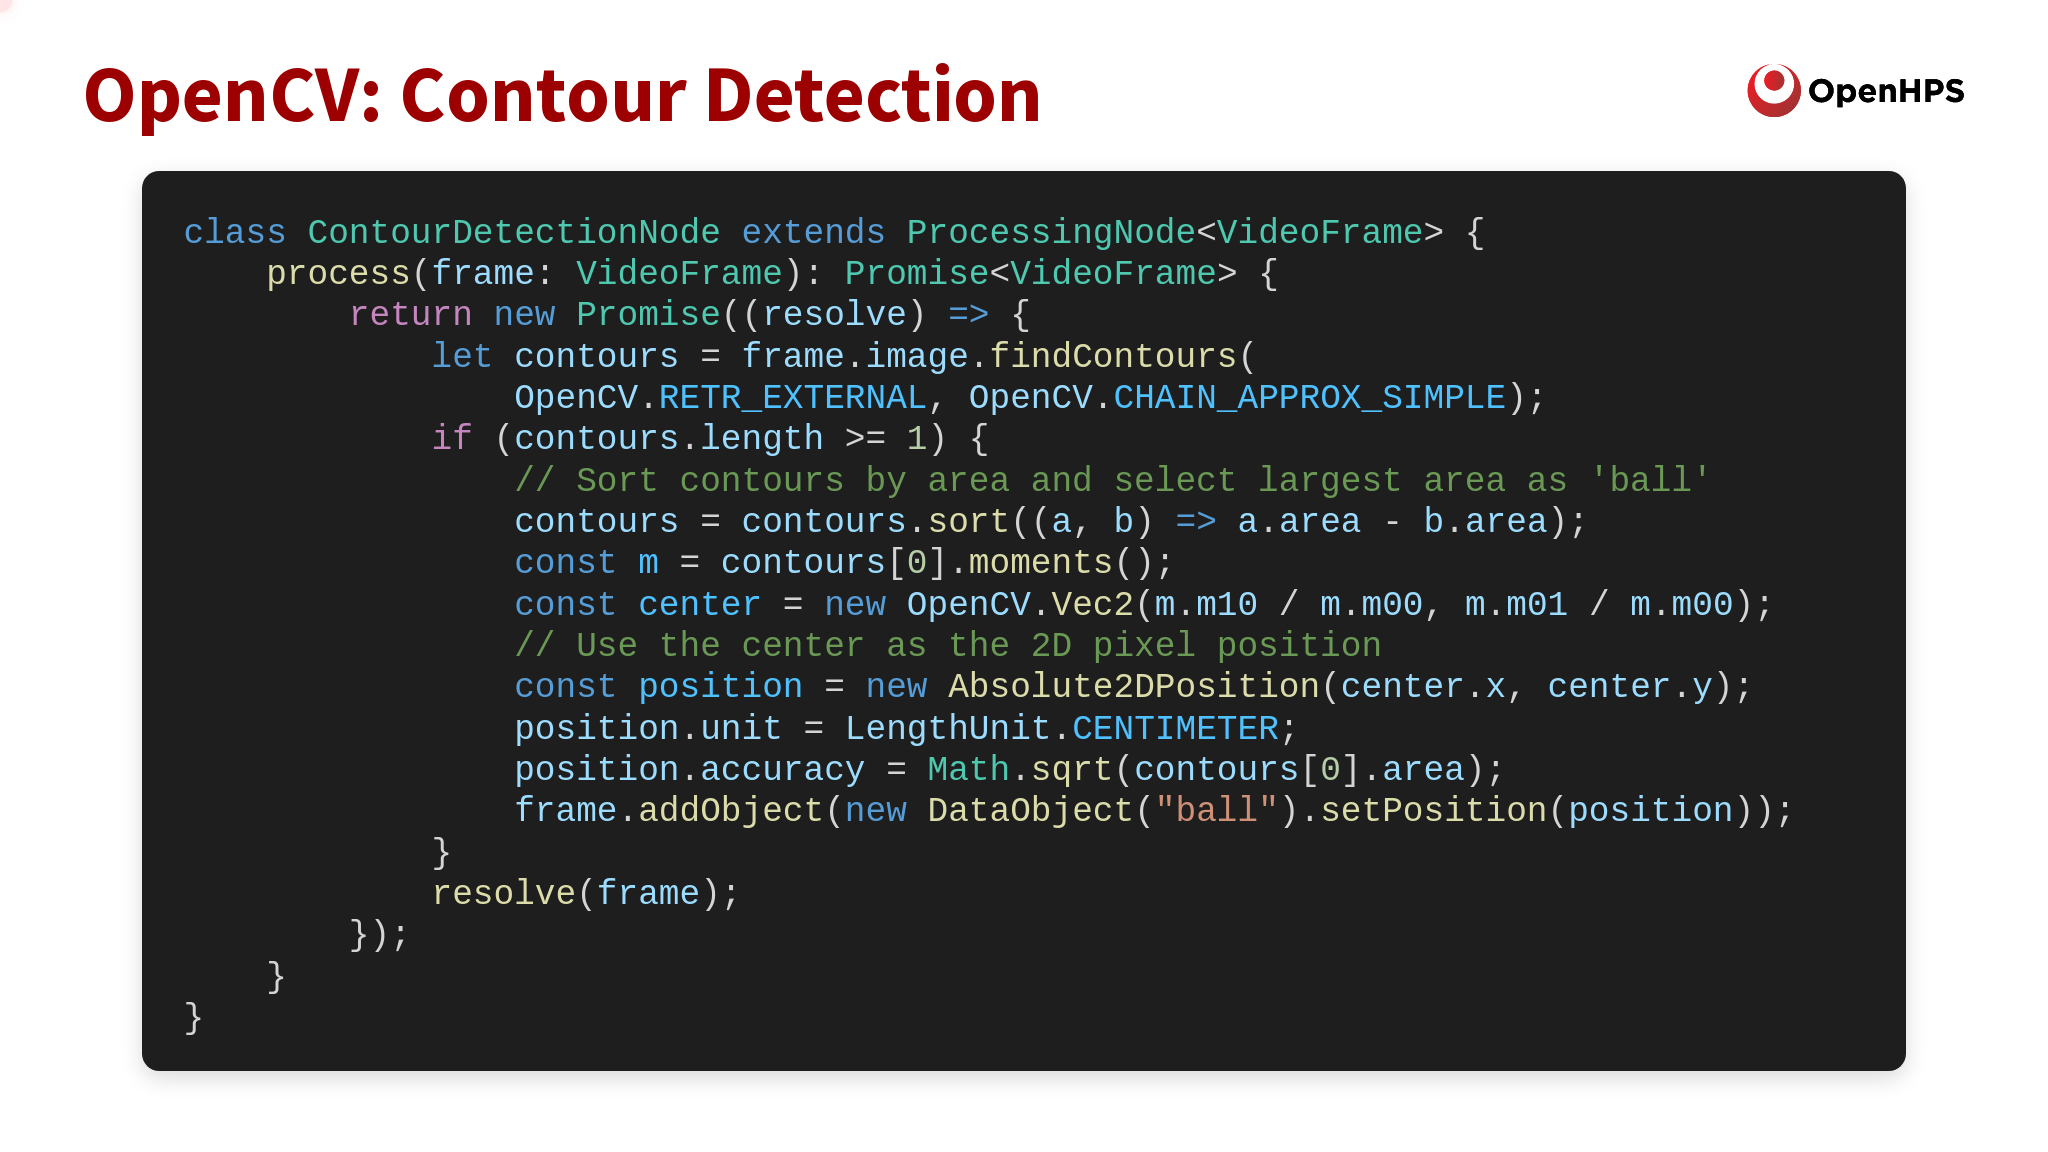 OpenCV: Contour Detection
OpenHPS
class ContourDetectionNode extends ProcessingNode<VideoFrame> {
    process(frame: VideoFrame): Promise<VideoFrame> {
        return new Promise((resolve) => {
            let contours = frame.image.findContours(
                OpenCV.RETR_EXTERNAL, OpenCV.CHAIN_APPROX_SIMPLE);
            if (contours.length >= 1) {
                // Sort contours by area and select largest area as 'ball'
                contours = contours.sort((a, b) => a.area - b.area);
                const m = contours[0].moments();
                const center = new OpenCV.Vec2(m.m10 / m.m00, m.m01 / m.m00);
                // Use the center as the 2D pixel position
                const position = new Absolute2DPosition(center.x, center.y);
                position.unit = LengthUnit.CENTIMETER;
                position.accuracy = Math.sqrt(contours[0].area);
                frame.addObject(new DataObject("ball").setPosition(position));
            }
            resolve(frame);
        });
    }
}